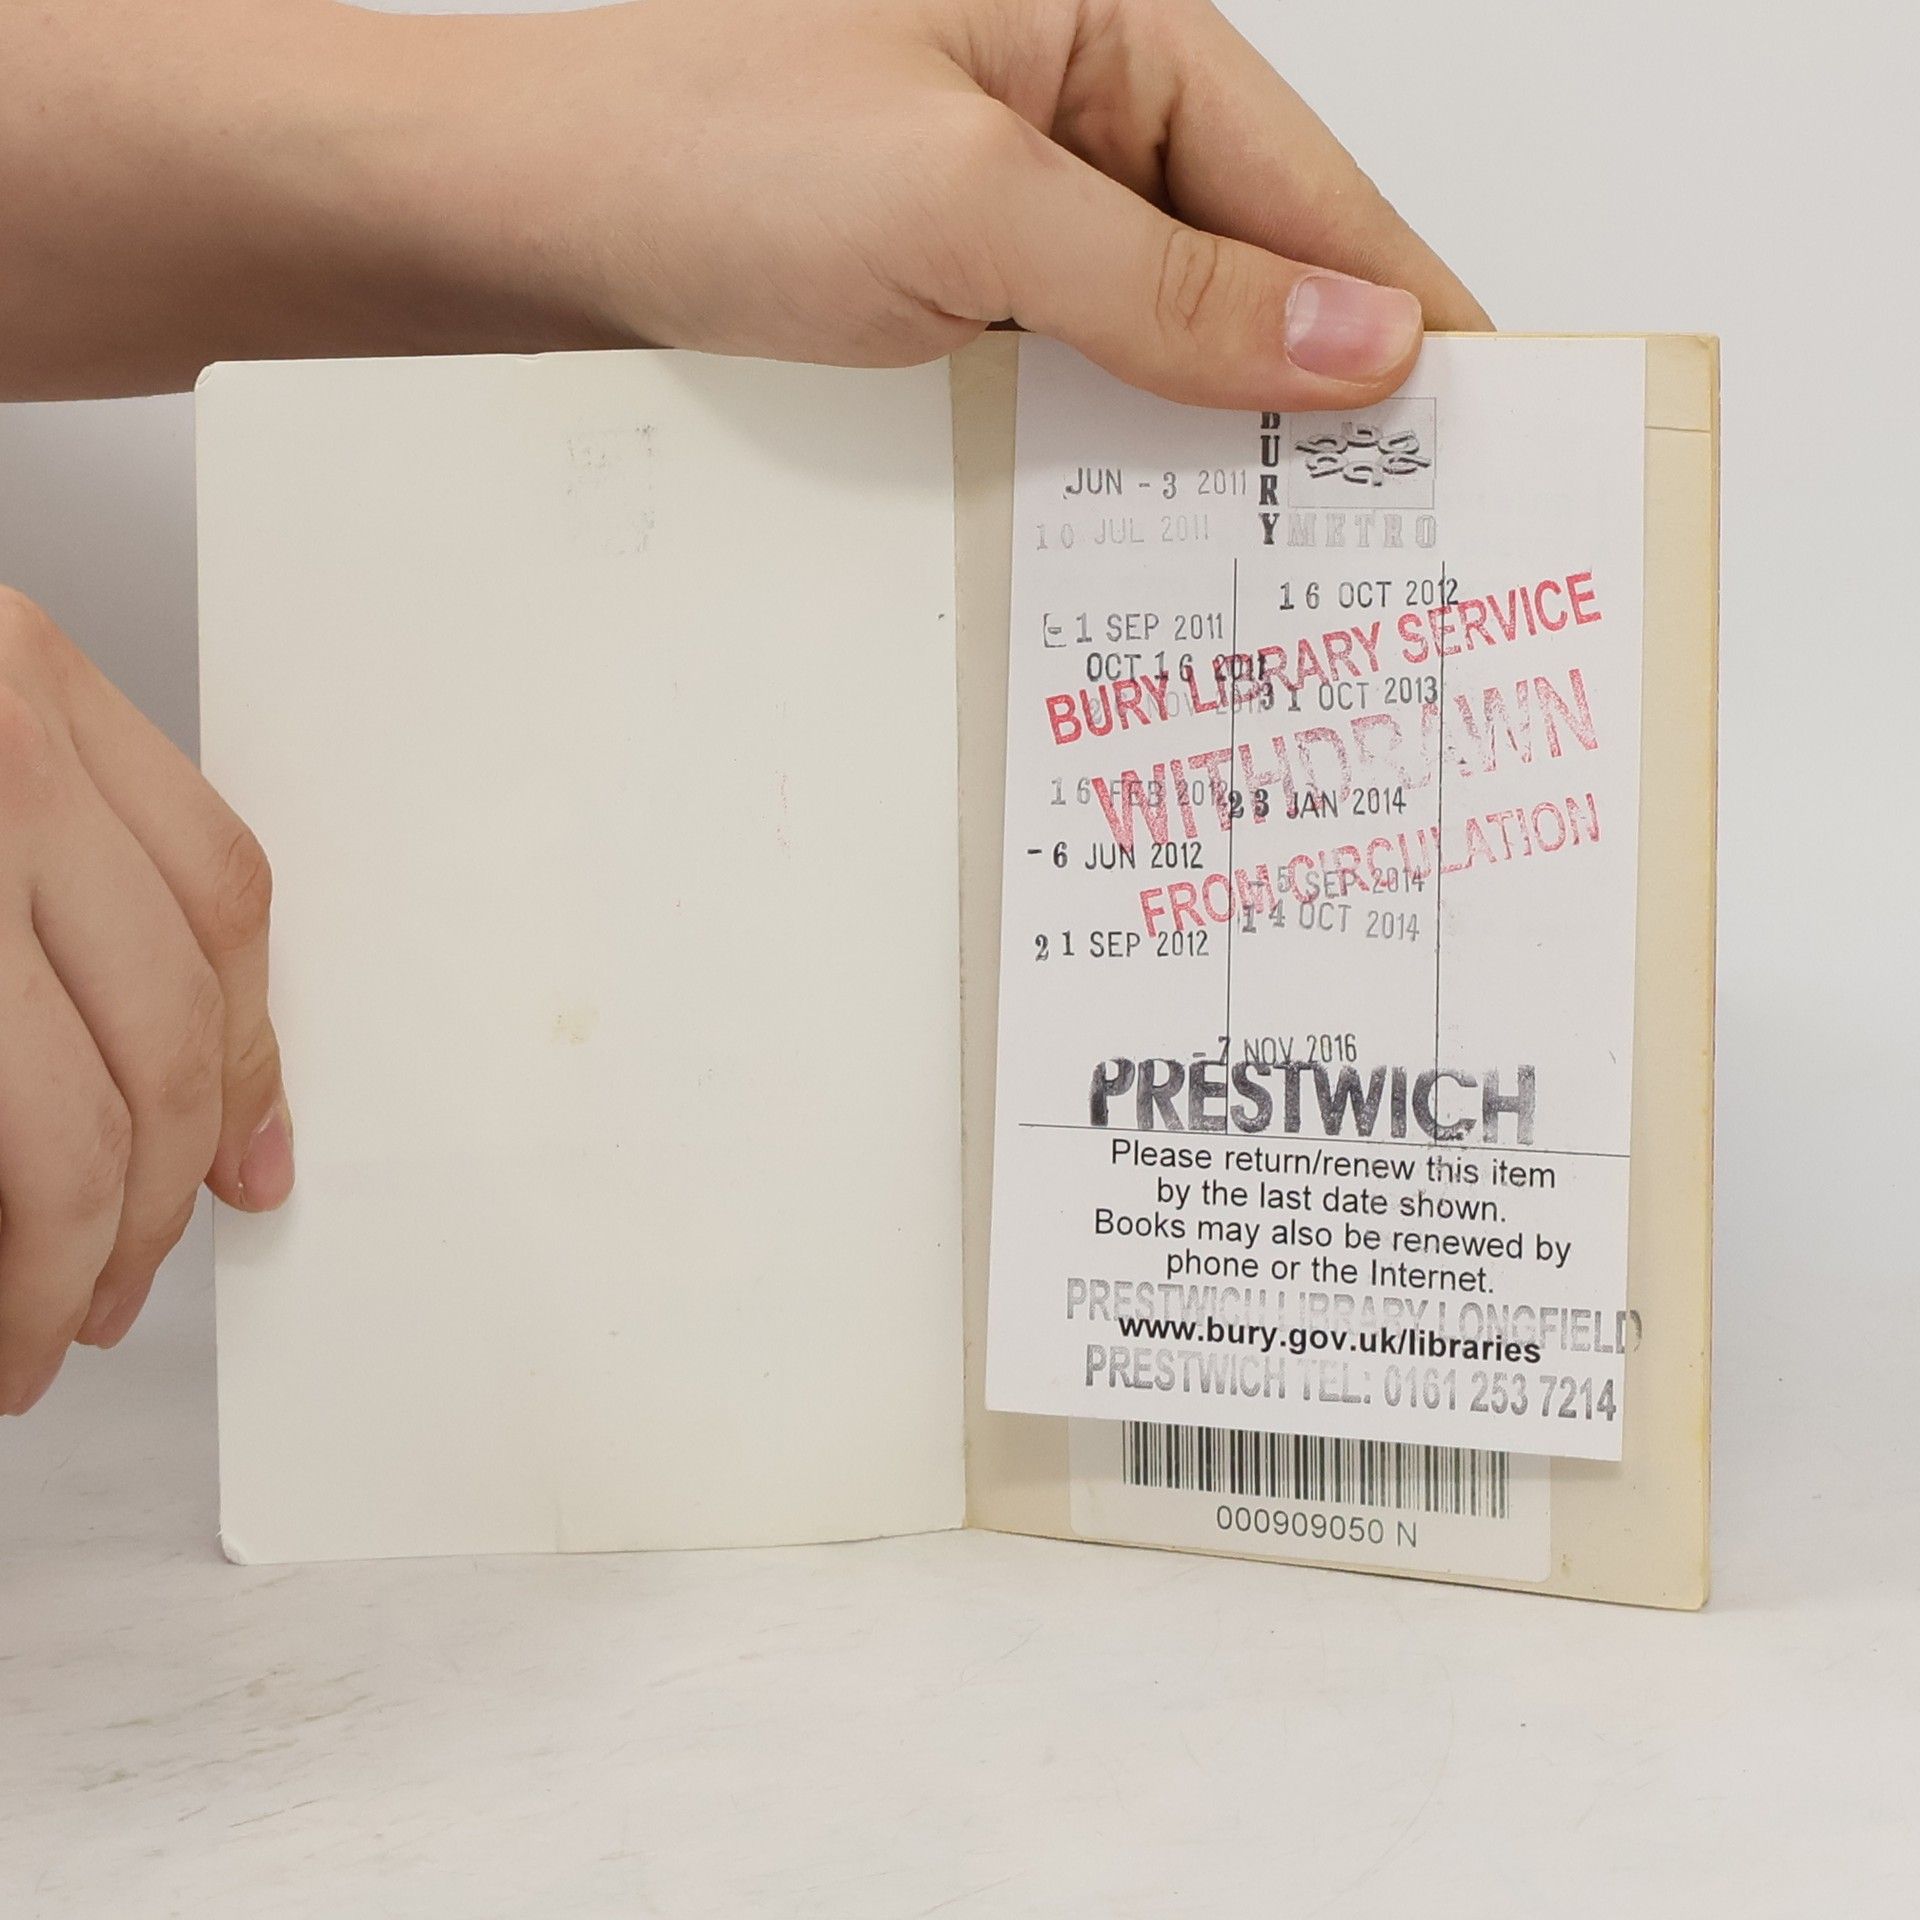 BURY
METRO
JUN - 3 2011
10 JUL 2011
- 1 SEP 2011
OCT 16 2011
NOV
16 FEB 2012
- 6 JUN 2012
21 SEP 2012
16 OCT 2012
31 OCT 2013
23 JAN 2014
- 5 SEP 2014
14 OCT 2014
- 7 NOV 2016
BURY LIBRARY SERVICE
WITHDRAWN
FROM CIRCULATION
PRESTWICH
Please return/renew this item
by the last date shown.
Books may also be renewed by
phone or the Internet.
PRESTWICH LIBRARY LONGFIELD
www.bury.gov.uk/libraries
PRESTWICH TEL: 0161 253 7214
000909050 N